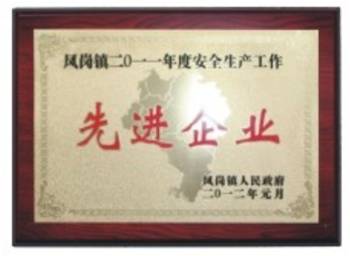 凤岗镇二〇一一年度安全生产工作
先进企业
凤岗镇人民政府
二〇一二年元月